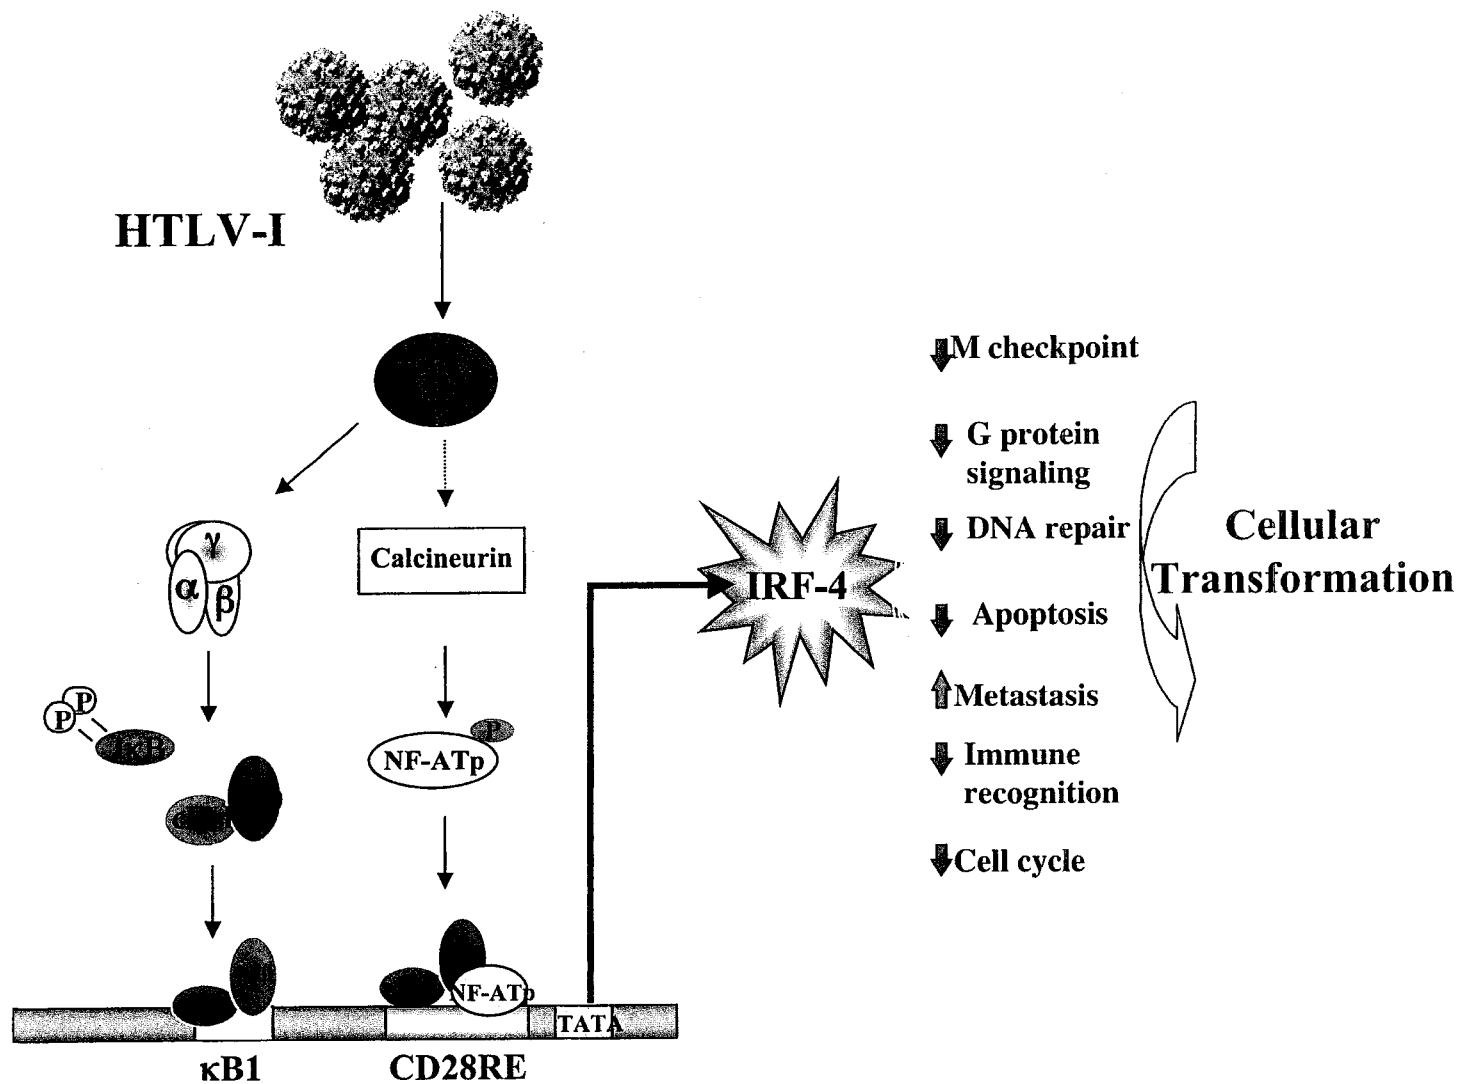 HTLV-I
γ
α
β
Calcineurin
P
P
IκB
P
NF-ATp
NF-ATp
TATA
κB1
CD28RE
IRF-4
M checkpoint
G protein
signaling
DNA repair
Apoptosis
Metastasis
Immune
recognition
Cell cycle
Cellular
Transformation